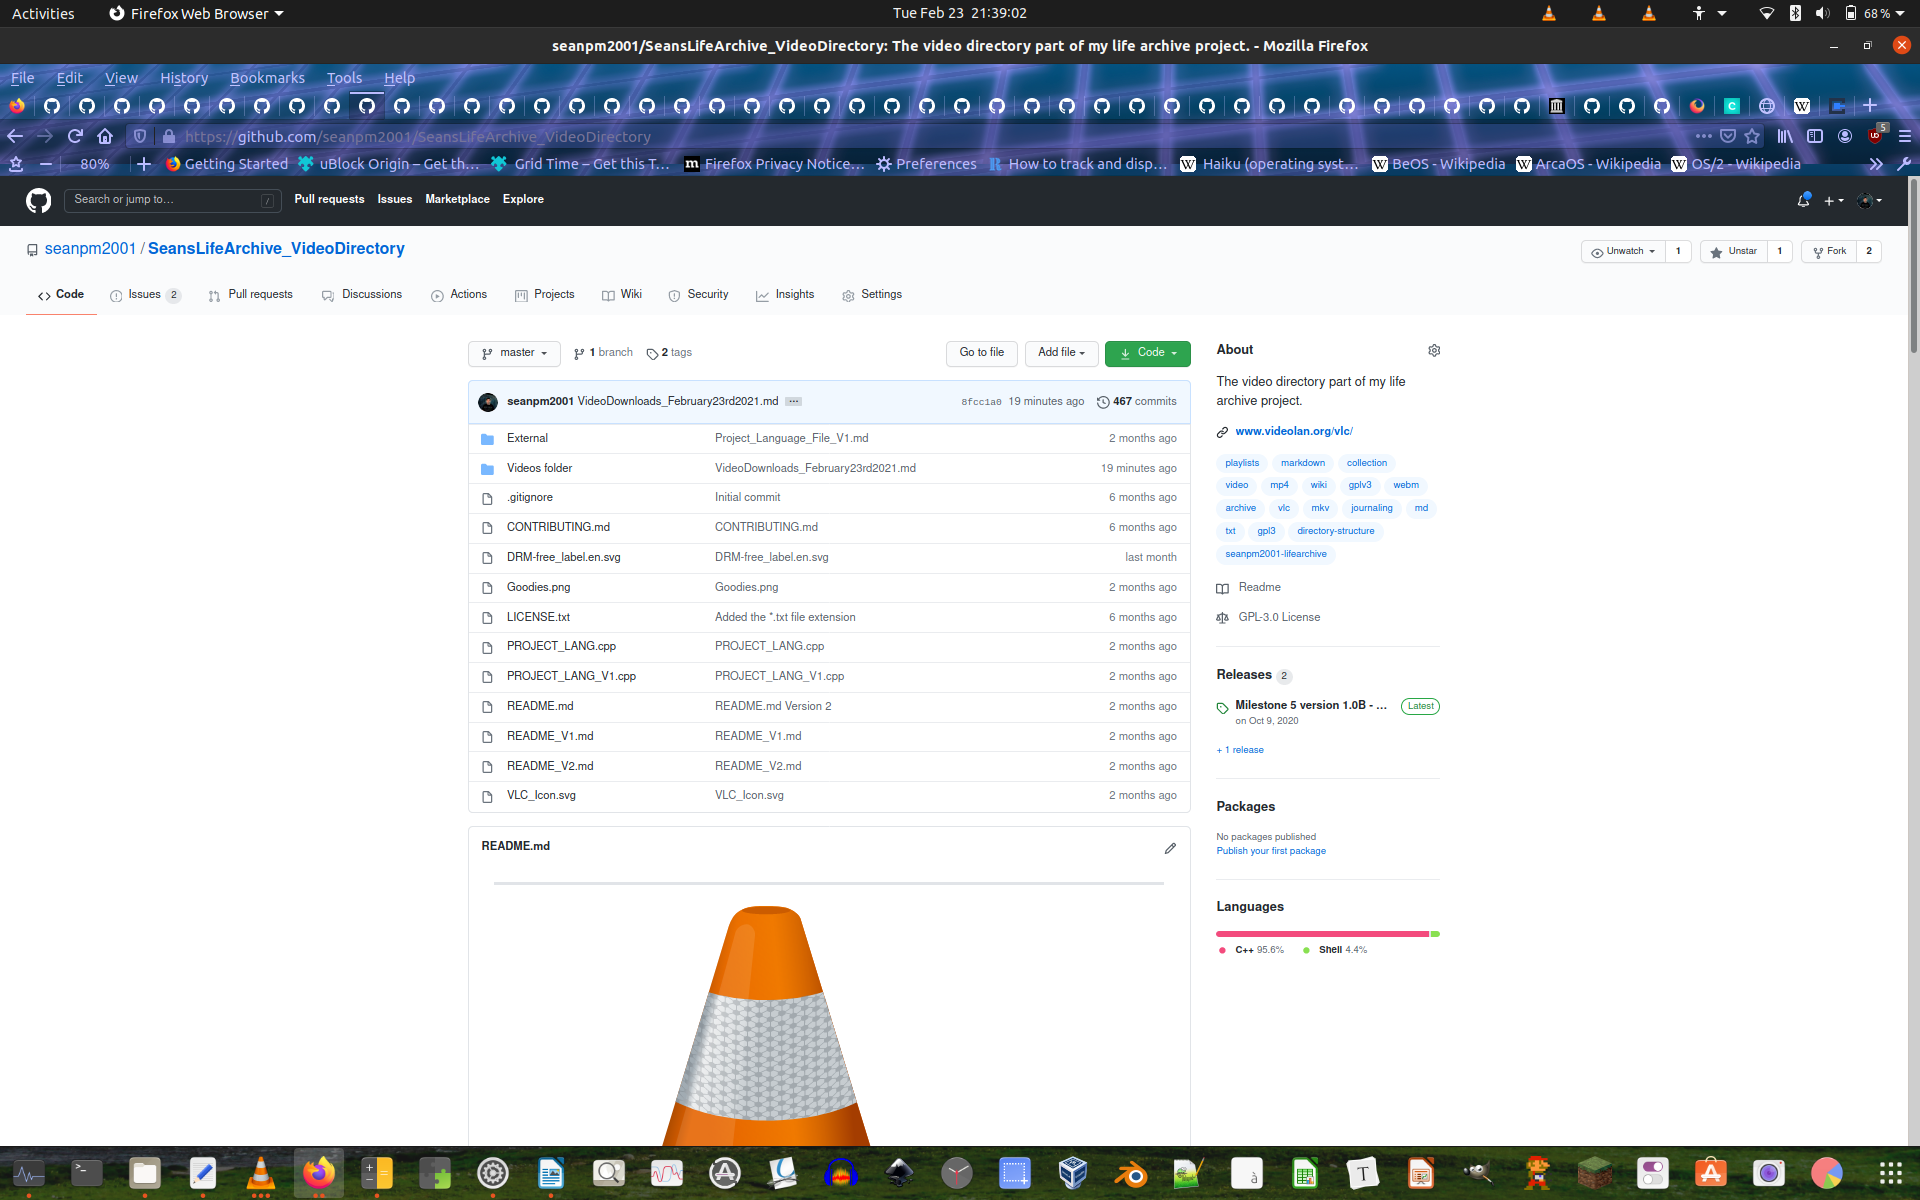 Activities Firefox Web Browser Tue Feb 23 21:39:02 68 %
seanpm2001/SeansLifeArchive_VideoDirectory: The video directory part of my life archive project. - Mozilla Firefox
File Edit View History Bookmarks Tools Help
https://github.com/seanpm2001/SeansLifeArchive_VideoDirectory 5
80% Getting Started uBlock Origin – Get th… Grid Time – Get this T… Firefox Privacy Notice… Preferences How to track and disp… Haiku (operating syst… BeOS - Wikipedia ArcaOS - Wikipedia OS/2 - Wikipedia
Search or jump to… / Pull requests Issues Marketplace Explore
seanpm2001 / SeansLifeArchive_VideoDirectory Unwatch 1 Unstar 1 Fork 2
Code Issues 2 Pull requests Discussions Actions Projects Wiki Security Insights Settings
master 1 branch 2 tags Go to file Add file Code
seanpm2001 VideoDownloads_February23rd2021.md 8fcc1a0 19 minutes ago 467 commits
External Project_Language_File_V1.md 2 months ago
Videos folder VideoDownloads_February23rd2021.md 19 minutes ago
.gitignore Initial commit 6 months ago
CONTRIBUTING.md CONTRIBUTING.md 6 months ago
DRM-free_label.en.svg DRM-free_label.en.svg last month
Goodies.png Goodies.png 2 months ago
LICENSE.txt Added the *.txt file extension 6 months ago
PROJECT_LANG.cpp PROJECT_LANG.cpp 2 months ago
PROJECT_LANG_V1.cpp PROJECT_LANG_V1.cpp 2 months ago
README.md README.md Version 2 2 months ago
README_V1.md README_V1.md 2 months ago
README_V2.md README_V2.md 2 months ago
VLC_Icon.svg VLC_Icon.svg 2 months ago
README.md
About
The video directory part of my life
archive project.
www.videolan.org/vlc/
playlists markdown collection
video mp4 wiki gplv3 webm
archive vlc mkv journaling md
txt gpl3 directory-structure
seanpm2001-lifearchive
Readme
GPL-3.0 License
Releases 2
Milestone 5 version 1.0B - ... Latest
on Oct 9, 2020
+ 1 release
Packages
No packages published
Publish your first package
Languages
C++ 95.6% Shell 4.4%